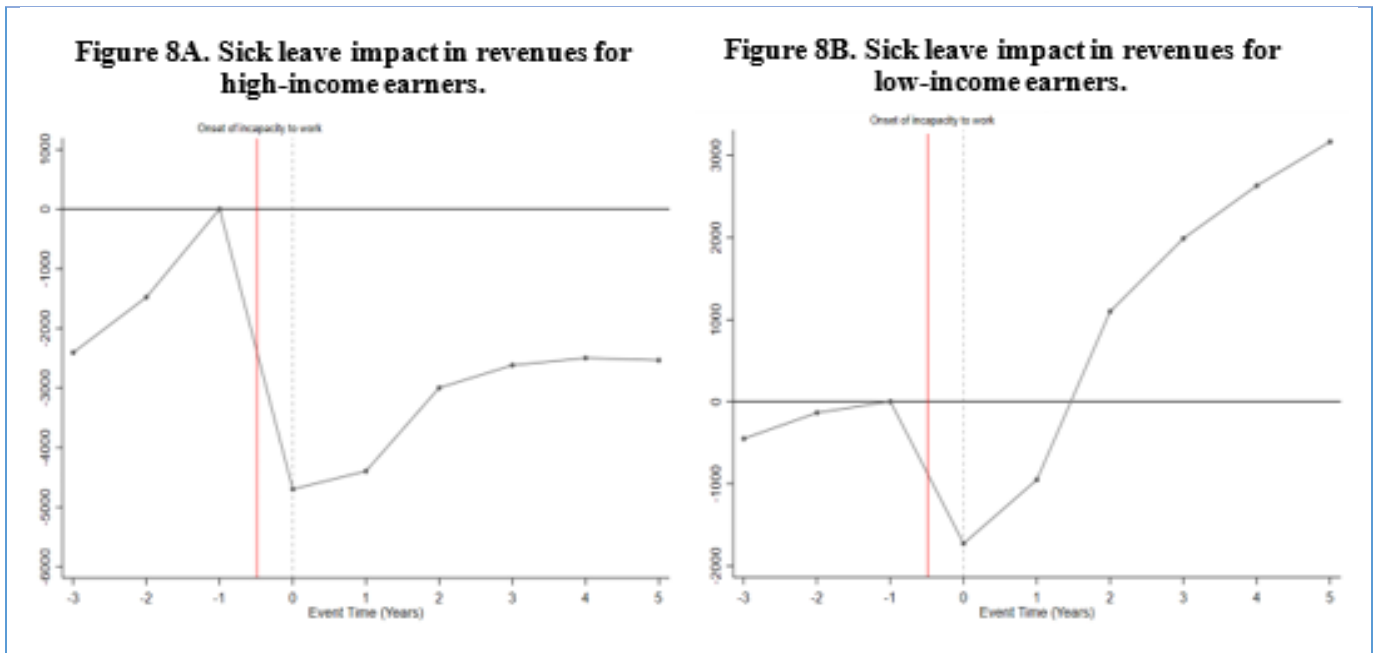 Figure 8A. Sick leave impact in revenues for
high-income earners.
Onset of incapacity to work
1000
0
-1000
-2000
-3000
-4000
-5000
-6000
-3 -2 -1 0 1 2 3 4 5
Event Time (Years)
Figure 8B. Sick leave impact in revenues for
low-income earners.
Onset of incapacity to work
3000
2000
1000
0
-1000
-2000
-3 -2 -1 0 1 2 3 4 5
Event Time (Years)